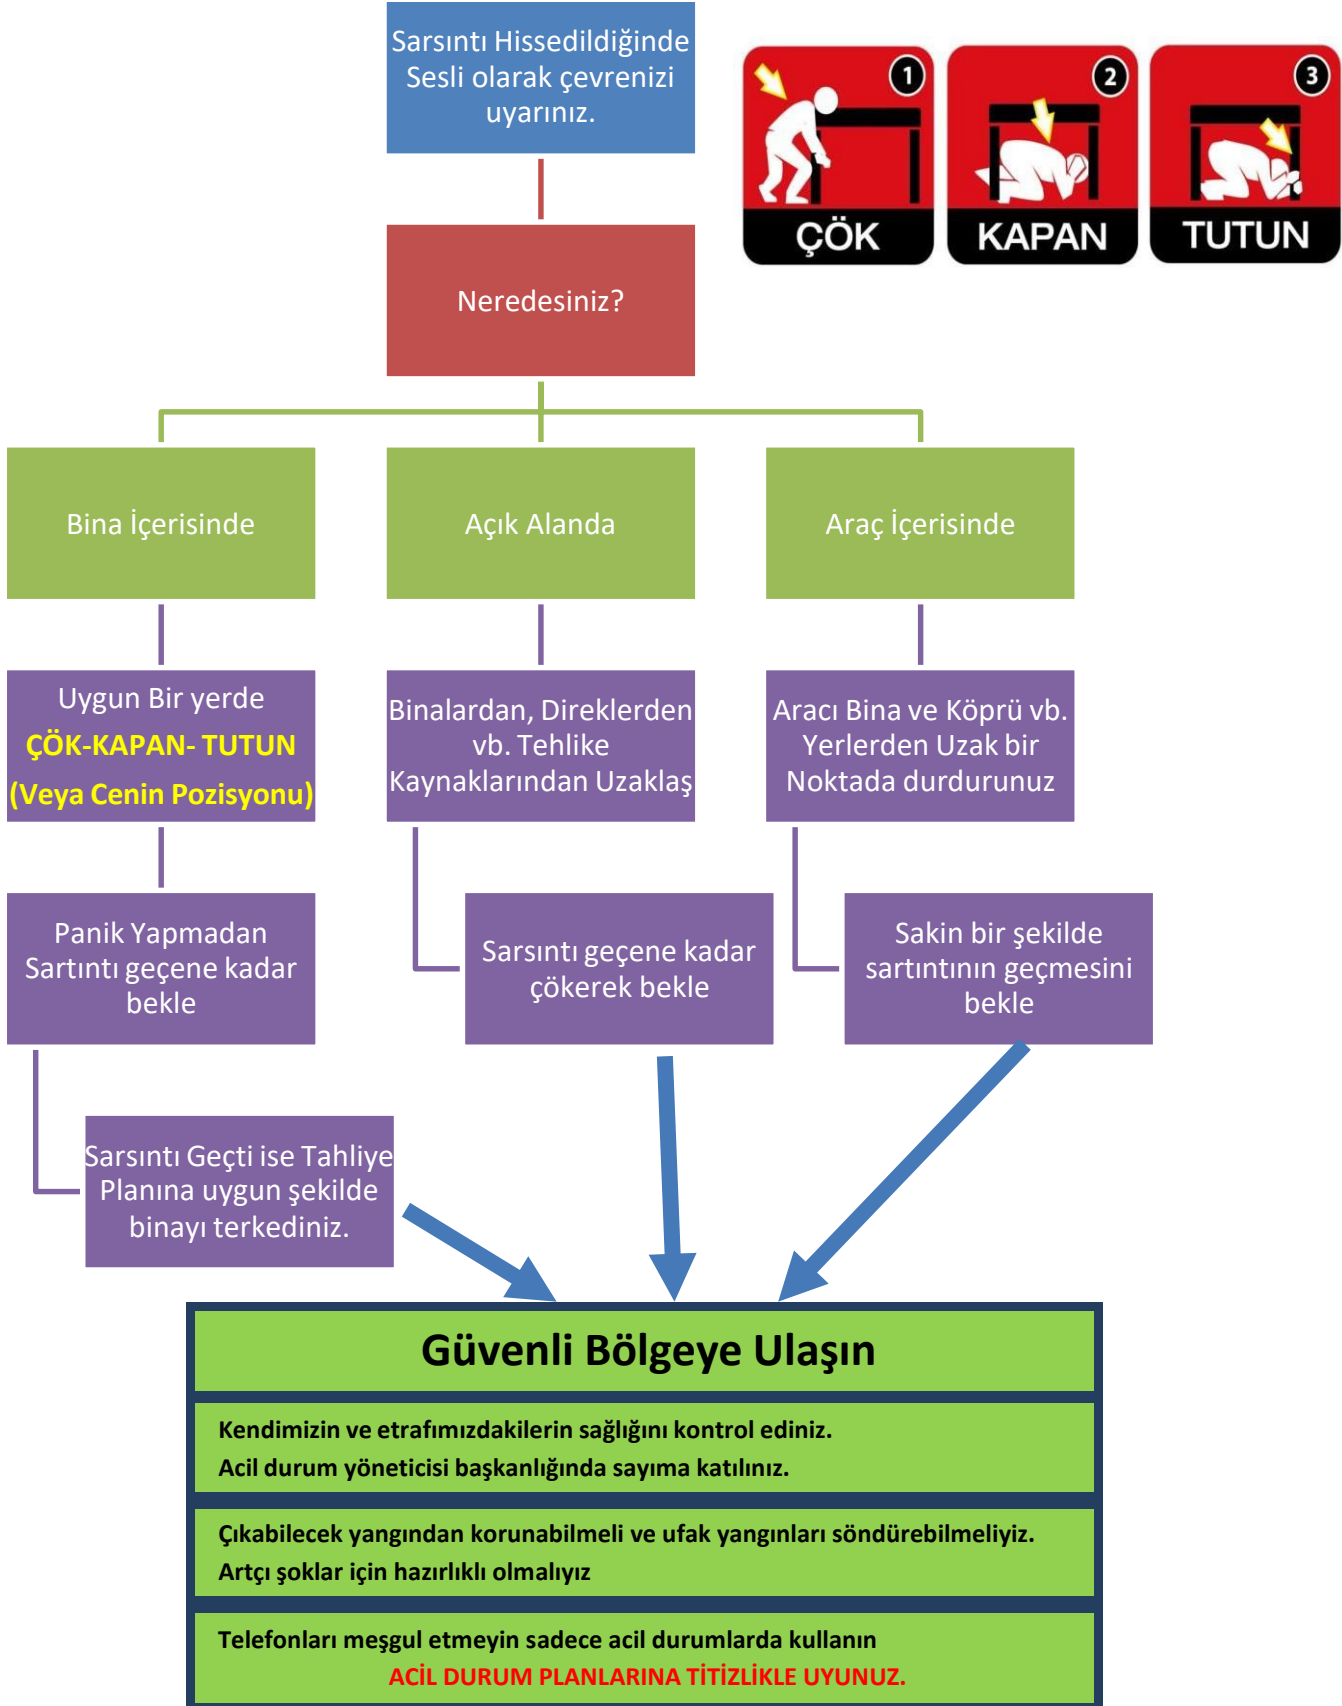 Sarsıntı Hissedildiğinde
Sesli olarak çevrenizi
uyarınız.
1
ÇÖK
2
KAPAN
3
TUTUN
Neredesiniz?
Bina İçerisinde
Açık Alanda
Araç İçerisinde
Uygun Bir yerde
ÇÖK-KAPAN- TUTUN
(Veya Cenin Pozisyonu)
Binalardan, Direklerden
vb. Tehlike
Kaynaklarından Uzaklaş
Aracı Bina ve Köprü vb.
Yerlerden Uzak bir
Noktada durdurunuz
Panik Yapmadan
Sartıntı geçene kadar
bekle
Sarsıntı geçene kadar
çökerek bekle
Sakin bir şekilde
sartıntının geçmesini
bekle
Sarsıntı Geçti ise Tahliye
Planına uygun şekilde
binayı terkediniz.
Güvenli Bölgeye Ulaşın
Kendimizin ve etrafımızdakilerin sağlığını kontrol ediniz.
Acil durum yöneticisi başkanlığında sayıma katılınız.
Çıkabilecek yangından korunabilmeli ve ufak yangınları söndürebilmeliyiz.
Artçı şoklar için hazırlıklı olmalıyız
Telefonları meşgul etmeyin sadece acil durumlarda kullanın
ACİL DURUM PLANLARINA TİTİZLİKLE UYUNUZ.